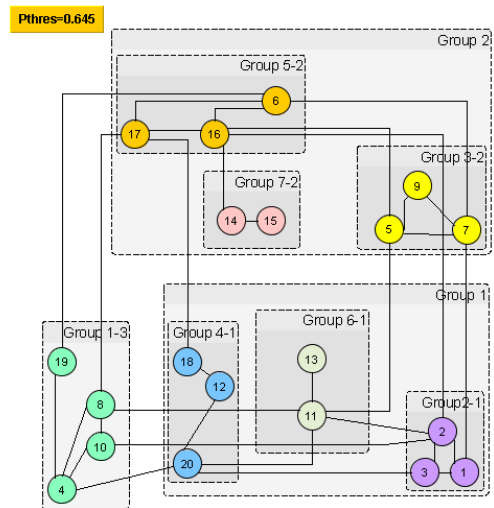 Pthres=0.645
Group 2
Group 5-2
6
17
16
Group 3-2
9
Group 7-2
14
15
5
7
Group 1
Group 6-1
Group 1-3
Group 4-1
13
19
18
12
Group2-1
8
11
2
10
4
20
3
1